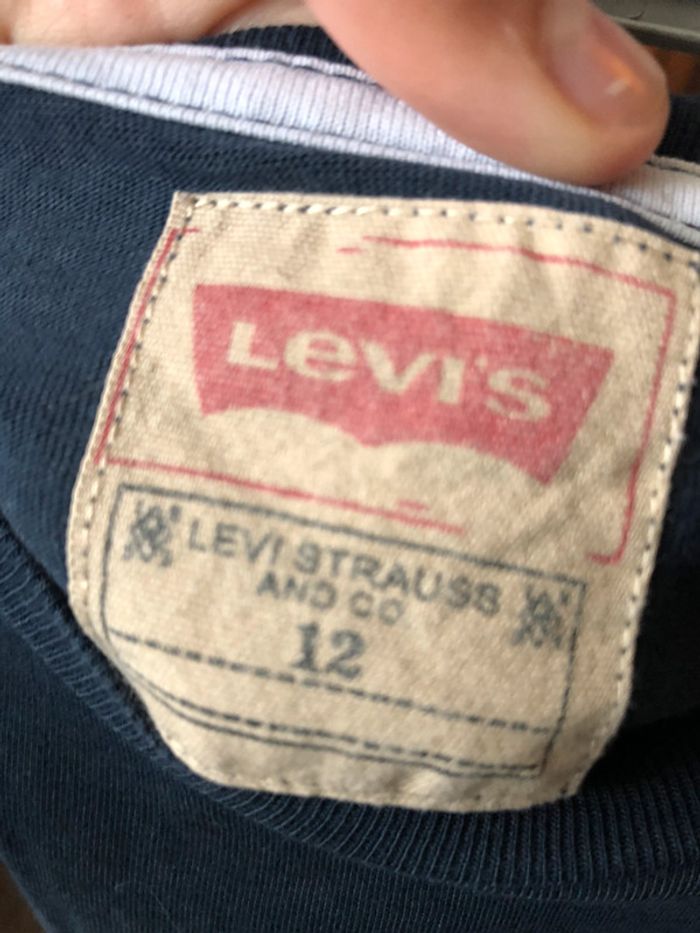 LEVI'S
LEVI STRAUSS
AND CO
12